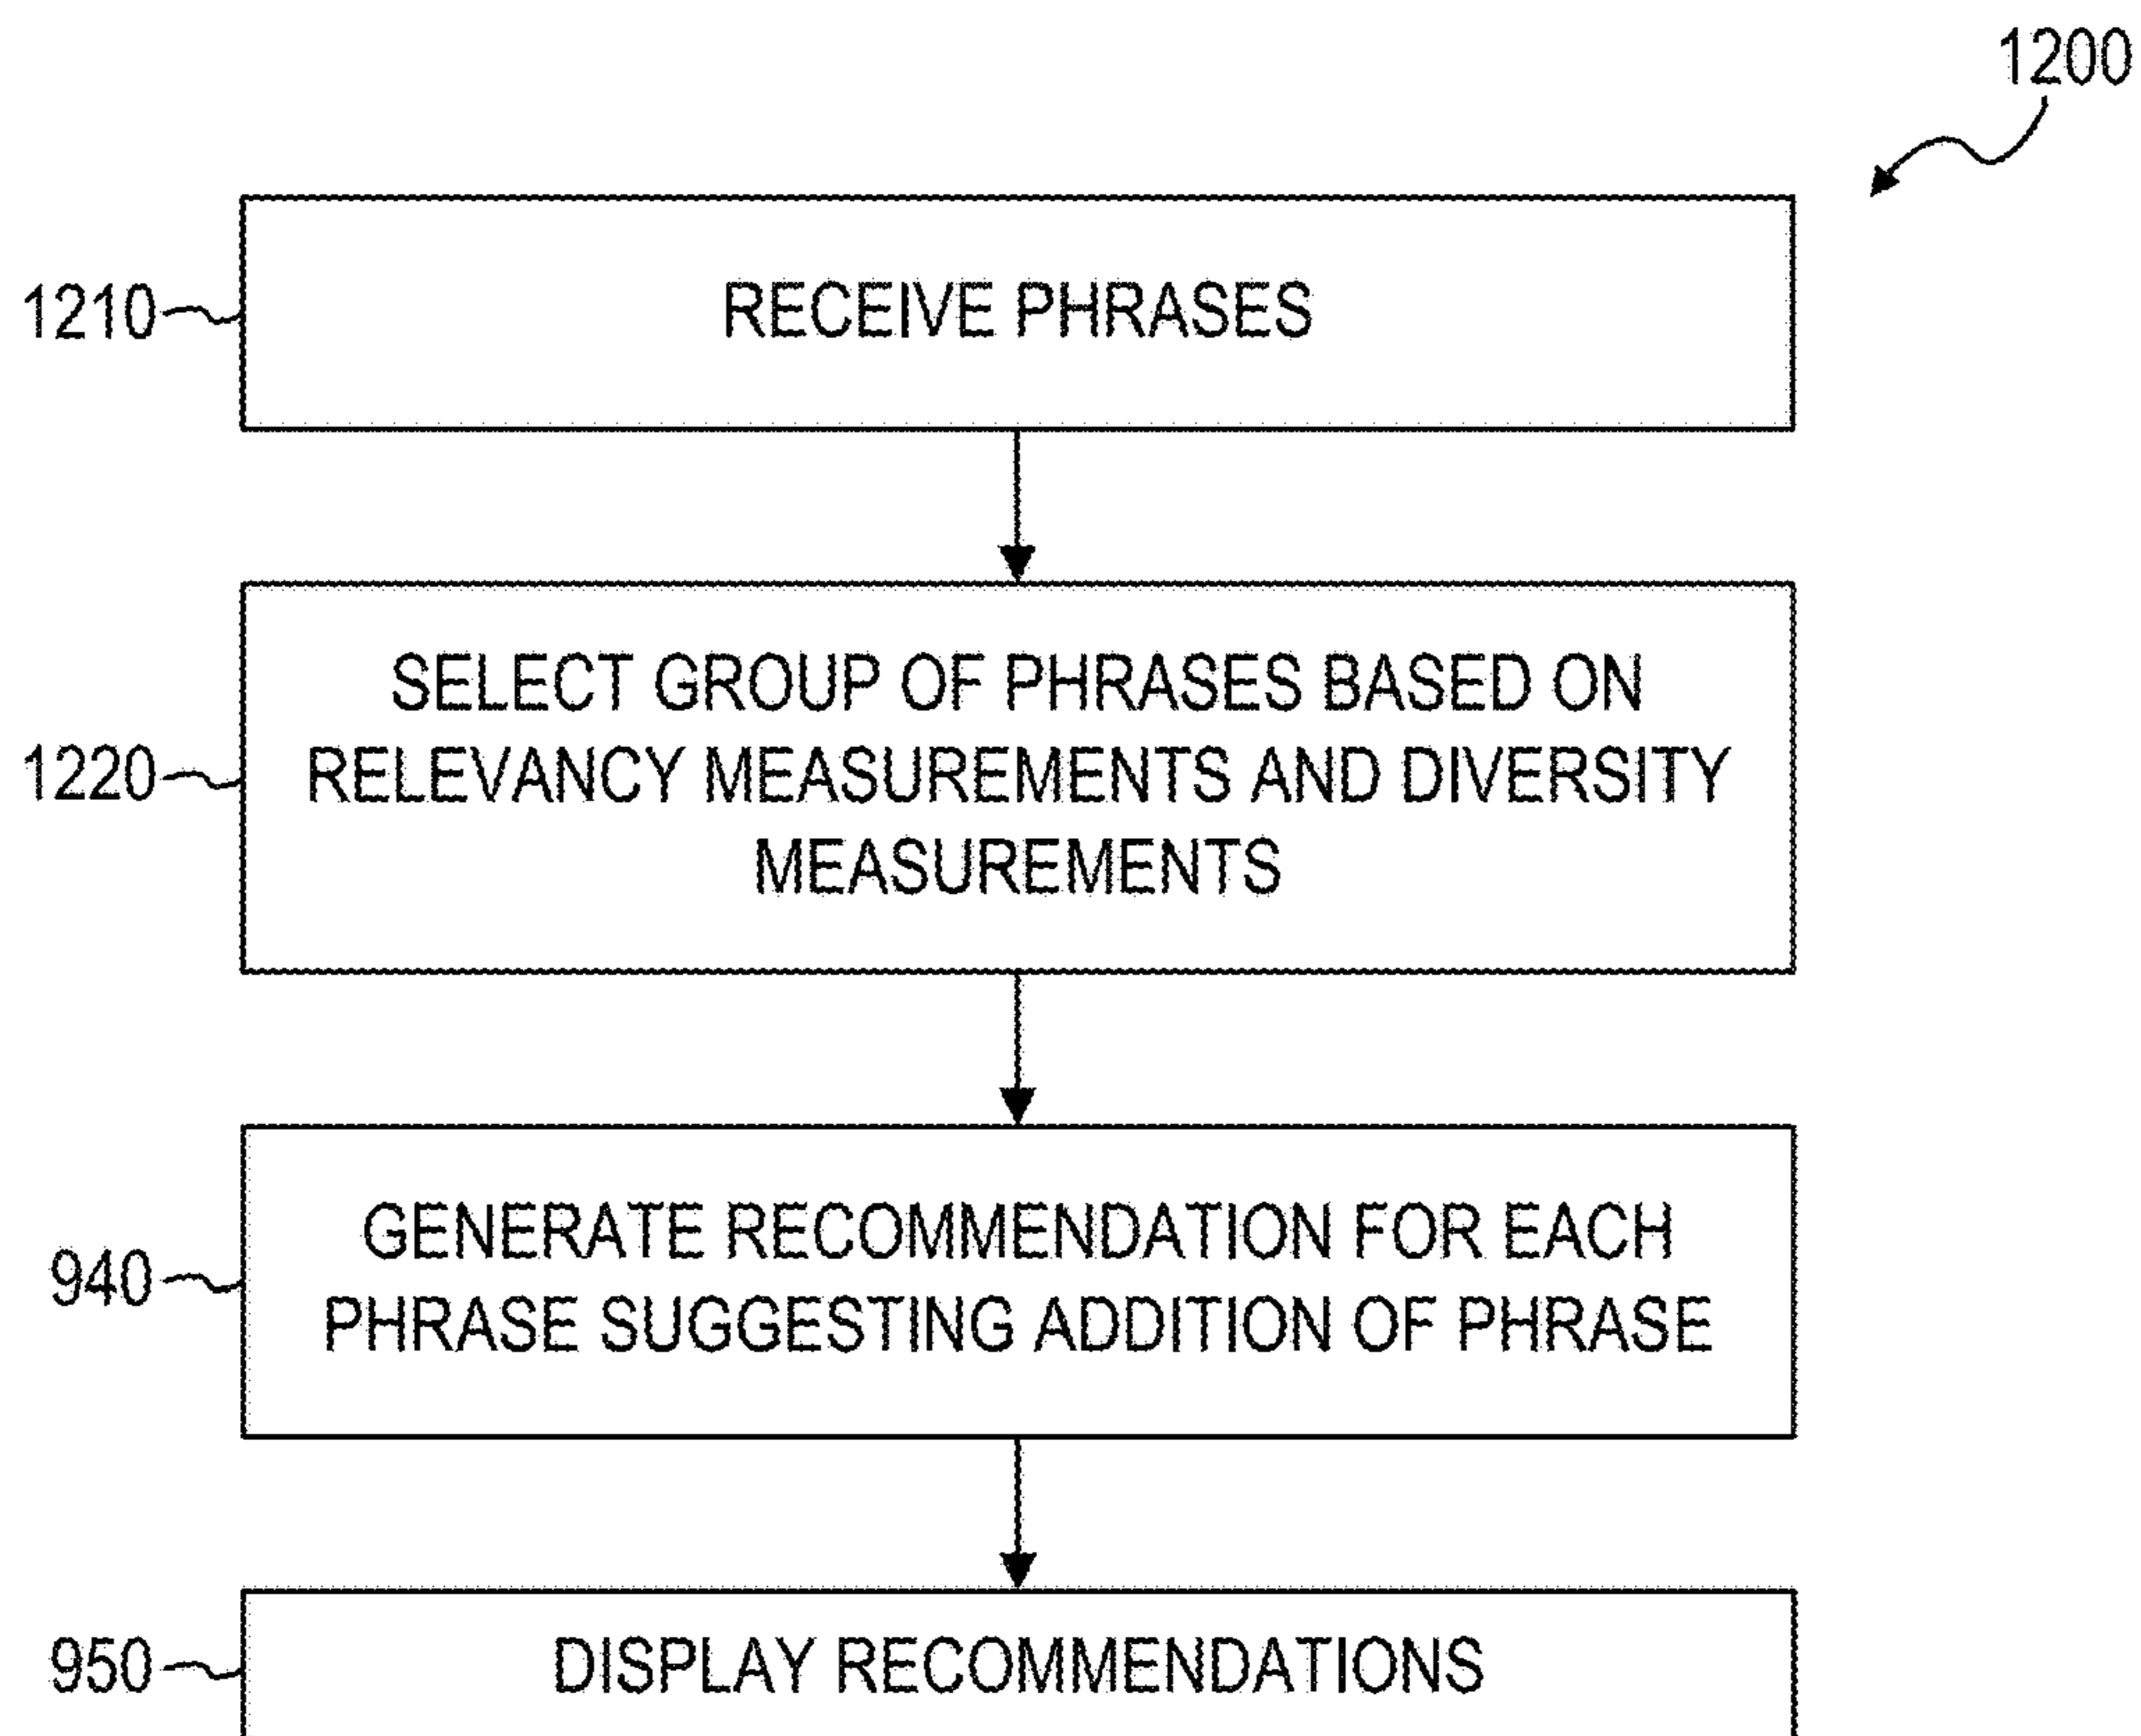 1200
1210
RECEIVE PHRASES
SELECT GROUP OF PHRASES BASED ON
1220
RELEVANCY MEASUREMENTS AND DIVERSITY
MEASUREMENTS
940
GENERATE RECOMMENDATION FOR EACH
PHRASE SUGGESTING ADDITION OF PHRASE
950
DISPLAY RECOMMENDATIONS